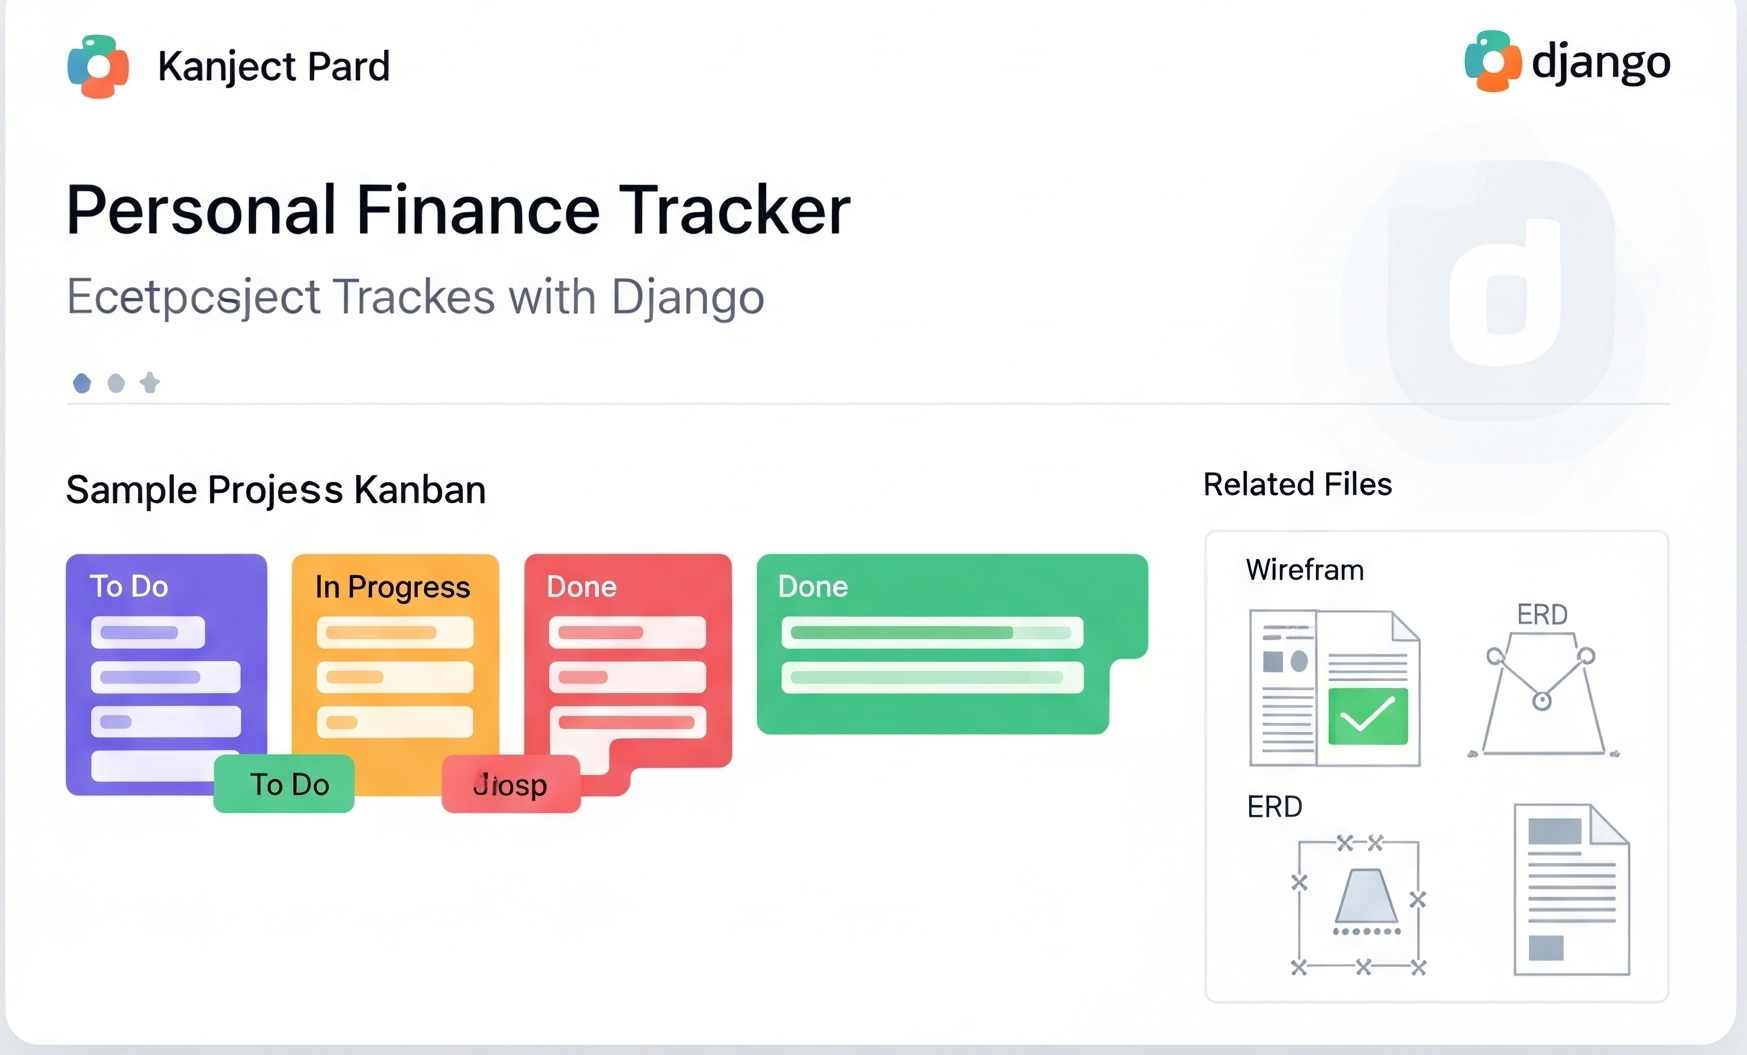 Kanject Pard
django
Personal Finance Tracker
Ecetpcsject Trackes with Django
d
Sample Projess Kanban
Related Files
To Do
In Progress
Done
Done
To Do
Wirefram
ERD
ERD